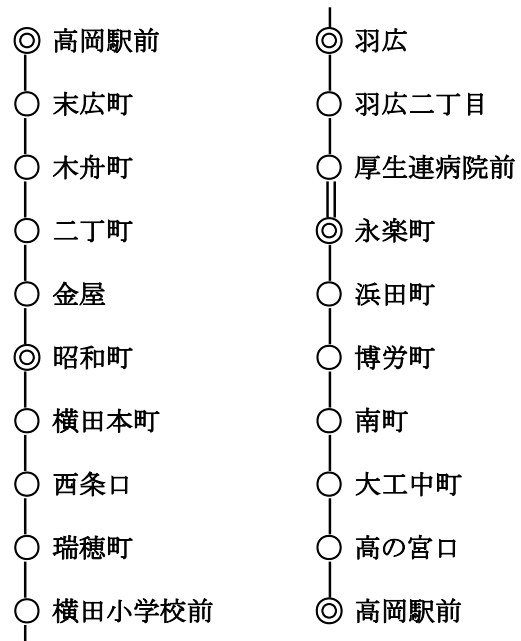 高岡駅前
末広町
木舟町
二丁町
金屋
昭和町
横田本町
西条口
瑞穂町
横田小学校前
羽広
羽広二丁目
厚生連病院前
永楽町
浜田町
博労町
南町
大工中町
高の宮口
高岡駅前